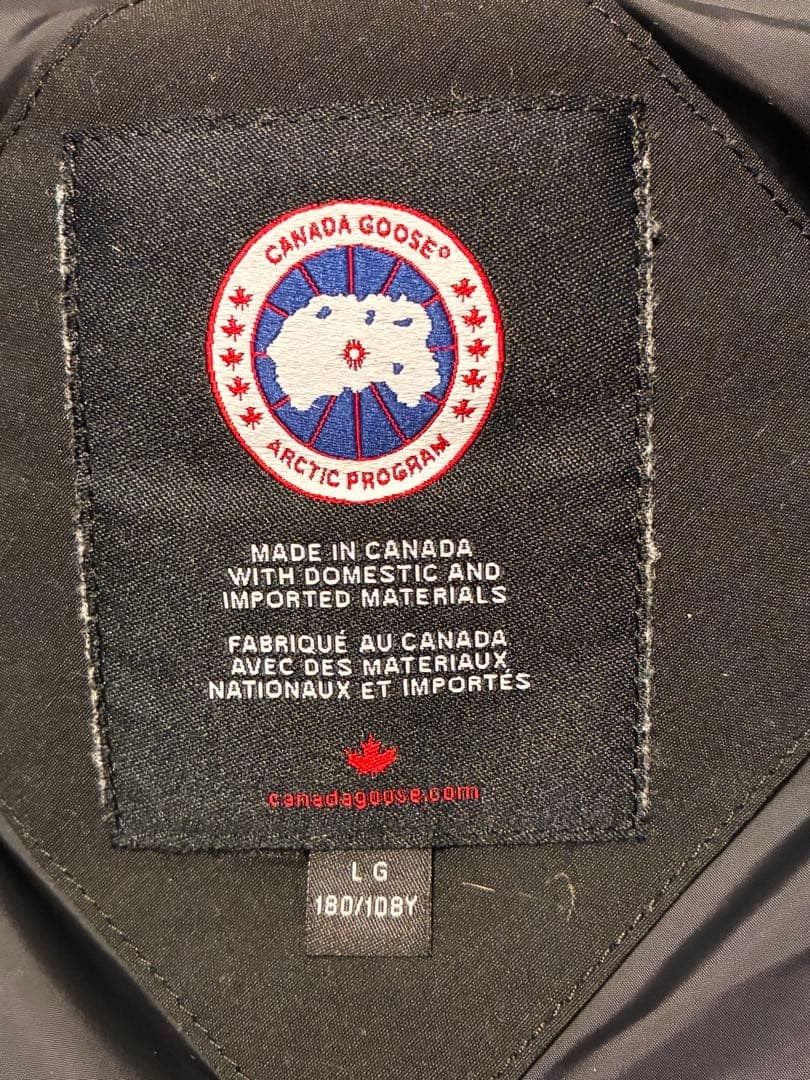 CANADA GOOSE®
ARCTIC PROGRAM
MADE IN CANADA
WITH DOMESTIC AND
IMPORTED MATERIALS
FABRIQUÉ AU CANADA
AVEC DES MATERIAUX
NATIONAUX ET IMPORTÉS
canadagoose.com
LG
180/108Y